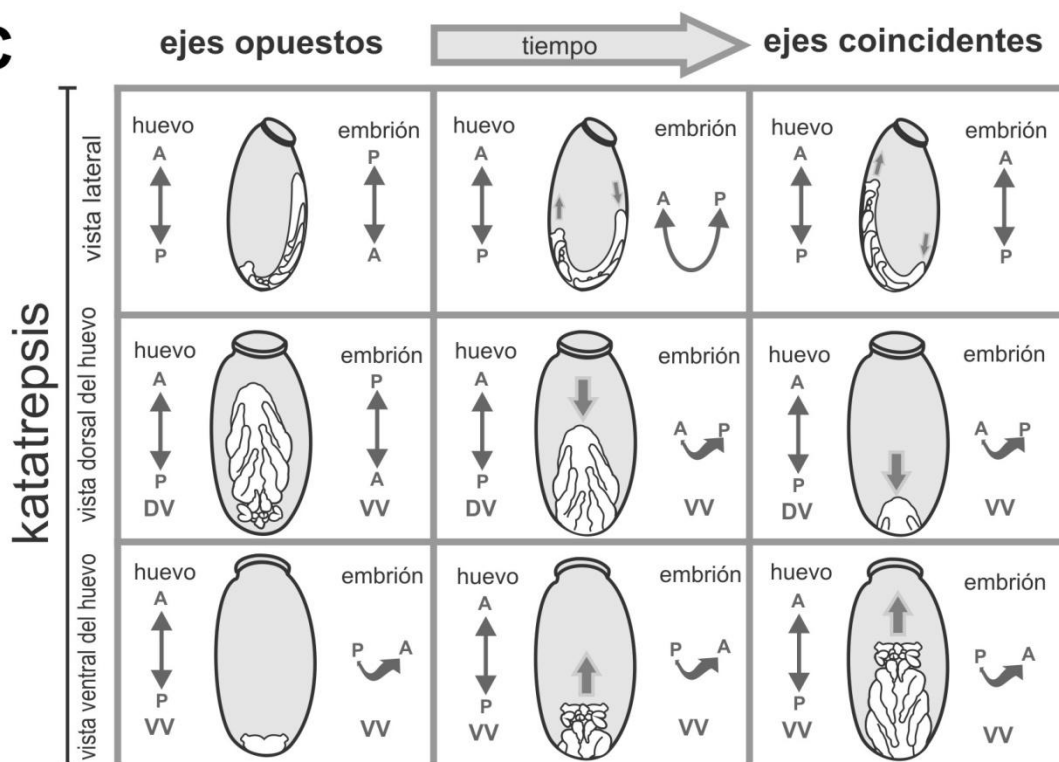 C
ejes opuestos
tiempo
ejes coincidentes
katatrepsis
vista lateral
huevo
A
P
embrión
P
A
huevo
A
P
embrión
A P
huevo
A
P
embrión
A
P
vista dorsal del huevo
huevo
A
P
DV
embrión
P
A
VV
huevo
A
P
DV
embrión
A P
VV
huevo
A
P
DV
embrión
A P
VV
vista ventral del huevo
huevo
A
P
VV
embrión
P A
VV
huevo
A
P
VV
embrión
P A
VV
huevo
A
P
VV
embrión
P A
VV